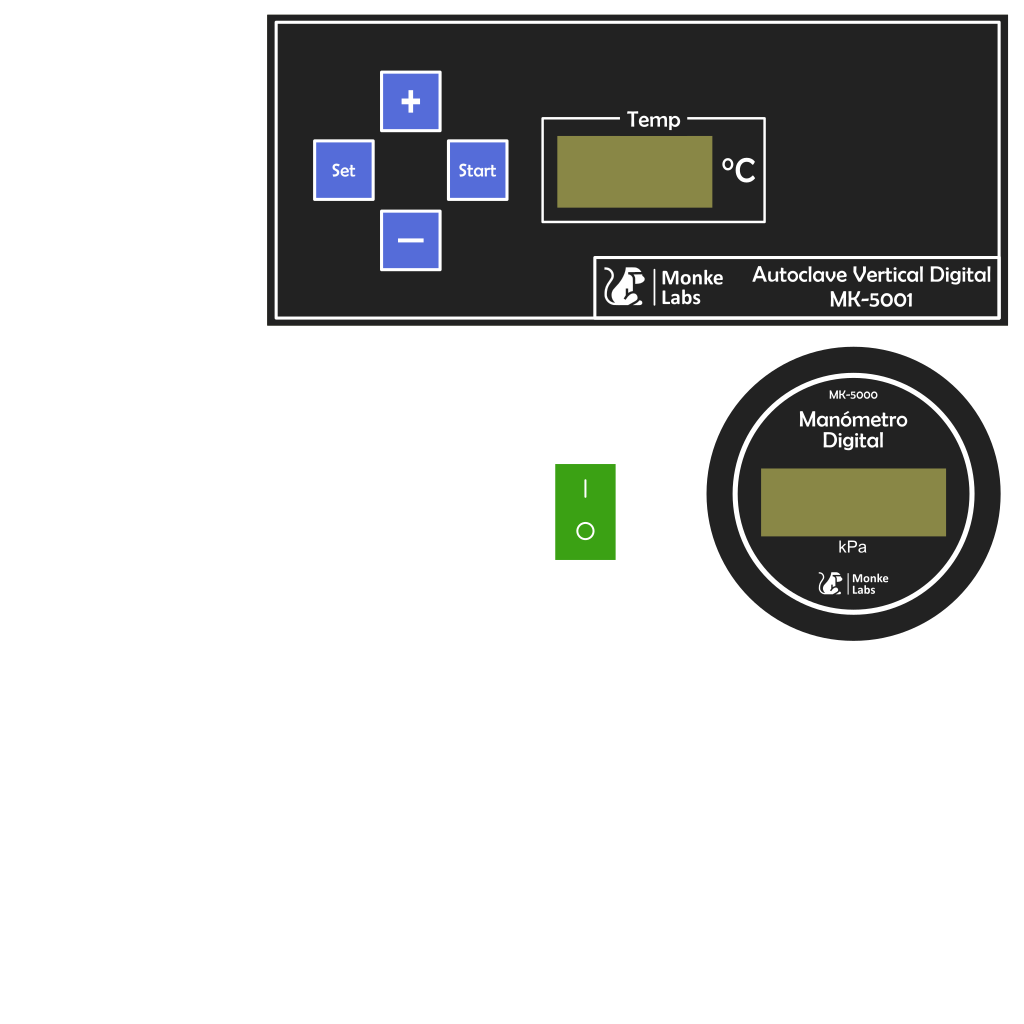 +
Temp
Set
Start
°C
−
Monke
Labs
Autoclave Vertical Digital
MK-5001
MK-5000
Manómetro
Digital
I
O
kPa
Monke
Labs